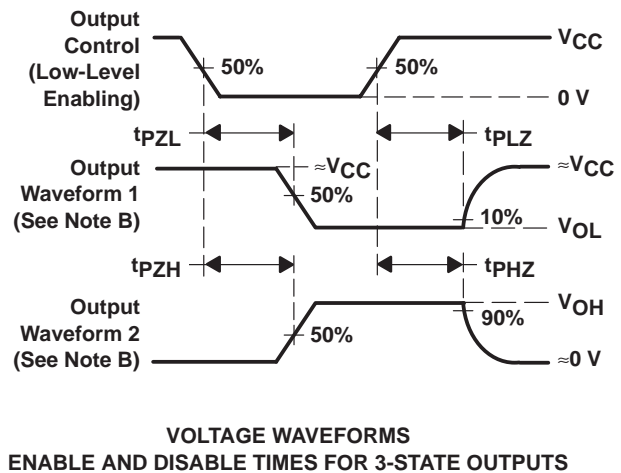 Output
Control
(Low-Level
Enabling)
50%
50%
VCC
0 V
tPZL
tPLZ
Output
Waveform 1
(See Note B)
≈VCC
50%
≈VCC
10%
VOL
tPZH
tPHZ
Output
Waveform 2
(See Note B)
50%
VOH
90%
≈0 V
VOLTAGE WAVEFORMS
ENABLE AND DISABLE TIMES FOR 3-STATE OUTPUTS